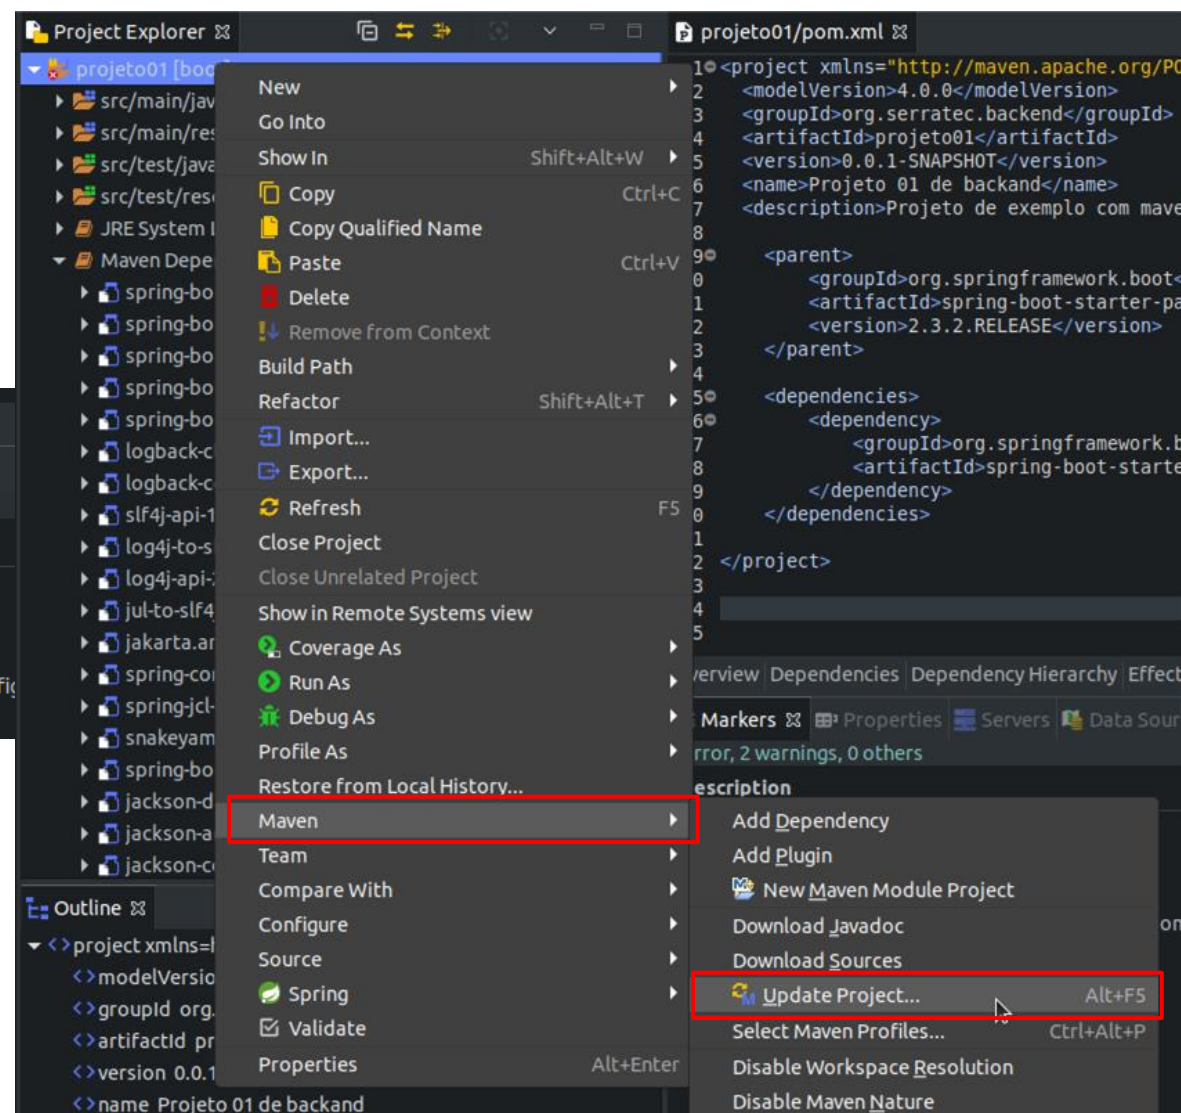 Project Explorer
projeto01 [boo
src/main/jav
src/main/res
src/test/java
src/test/reso
JRE System L
Maven Depe
spring-bo
spring-bo
spring-bo
spring-bo
spring-bo
logback-c
logback-c
slf4j-api-1
log4j-to-s
log4j-api-2
jul-to-slf4
jakarta.an
spring-cor
spring-jcl-
snakeyam
spring-bo
jackson-d
jackson-a
jackson-co
fig
Outline
project xmlns=h
modelVersio
groupId org.
artifactId pr
version 0.0.1
name Projeto 01 de backand
New
Go Into
Show In Shift+Alt+W
Copy Ctrl+C
Copy Qualified Name
Paste Ctrl+V
Delete
Remove from Context
Build Path
Refactor Shift+Alt+T
Import...
Export...
Refresh F5
Close Project
Close Unrelated Project
Show in Remote Systems view
Coverage As
Run As
Debug As
Profile As
Restore from Local History...
Maven
Team
Compare With
Configure
Source
Spring
Validate
Properties Alt+Enter
projeto01/pom.xml
1 <project xmlns="http://maven.apache.org/PO
2 <modelVersion>4.0.0</modelVersion>
3 <groupId>org.serratec.backend</groupId>
4 <artifactId>projeto01</artifactId>
5 <version>0.0.1-SNAPSHOT</version>
6 <name>Projeto 01 de backand</name>
7 <description>Projeto de exemplo com mave
8
9 <parent>
0 <groupId>org.springframework.boot<
1 <artifactId>spring-boot-starter-pa
2 <version>2.3.2.RELEASE</version>
3 </parent>
4
5 <dependencies>
6 <dependency>
7 <groupId>org.springframework.b
8 <artifactId>spring-boot-starte
9 </dependency>
0 </dependencies>
1
2 </project>
3
4
5
verview Dependencies Dependency Hierarchy Effect
Markers Properties Servers Data Sour
rror, 2 warnings, 0 others
escription
on
Add Dependency
Add Plugin
New Maven Module Project
Download Javadoc
Download Sources
Update Project... Alt+F5
Select Maven Profiles... Ctrl+Alt+P
Disable Workspace Resolution
Disable Maven Nature